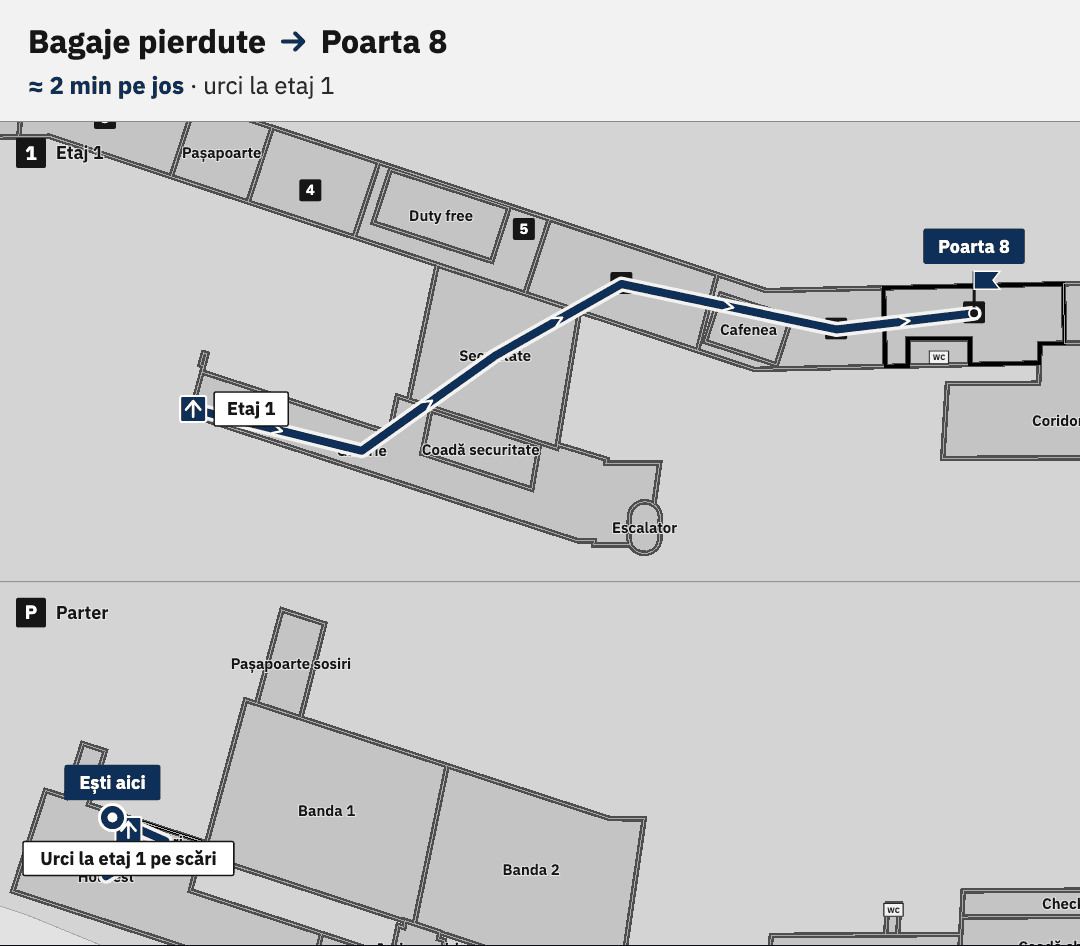 Bagaje pierdute → Poarta 8
≈ 2 min pe jos · urci la etaj 1
1 Etaj 1
Pașapoarte
4
Duty free
5
Poarta 8
Cafenea
WC
Etaj 1
Coadă securitate
Coridor
Escalator
P Parter
Pașapoarte sosiri
Ești aici
Banda 1
Urci la etaj 1 pe scări
Banda 2
WC
Check